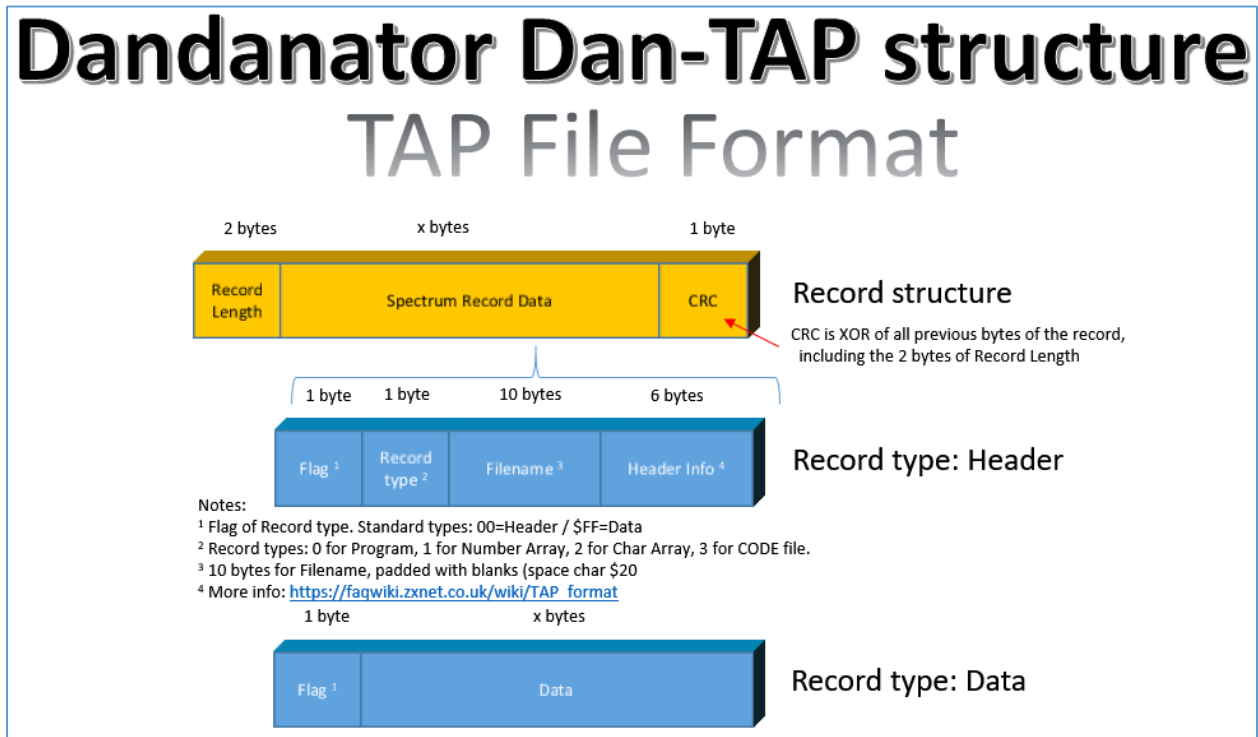 Dandanator Dan-TAP structure
TAP File Format
2 bytes x bytes 1 byte
Record
Length
Spectrum Record Data
CRC
Record structure
CRC is XOR of all previous bytes of the record,
including the 2 bytes of Record Length
1 byte 1 byte 10 bytes 6 bytes
Flag ¹
Record
type ²
Filename ³
Header Info ⁴
Record type: Header
Notes:
¹ Flag of Record type. Standard types: 00=Header / $FF=Data
² Record types: 0 for Program, 1 for Number Array, 2 for Char Array, 3 for CODE file.
³ 10 bytes for Filename, padded with blanks (space char $20
⁴ More info: https://faqwiki.zxnet.co.uk/wiki/TAP_format
1 byte x bytes
Flag ¹
Data
Record type: Data